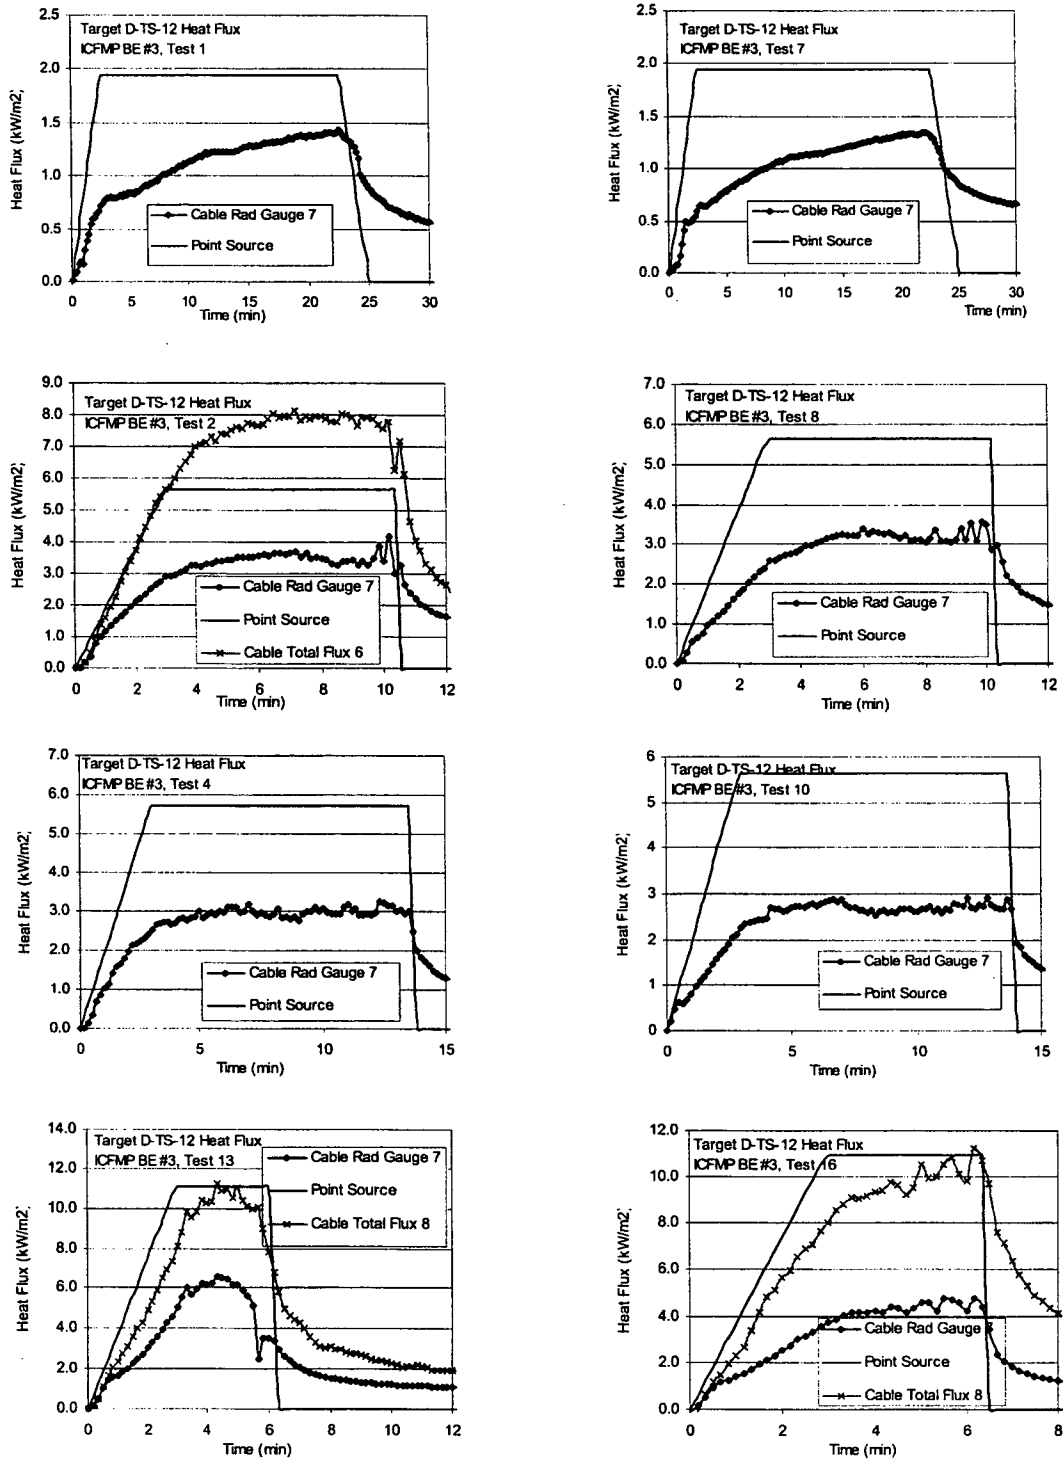 Target D-TS-12 Heat Flux
ICFMP BE #3, Test 1
Heat Flux (kW/m2;
2.5
2.0
1.5
1.0
0.5
0.0
Cable Rad Gauge 7
Point Source
0 5 10 15 20 25 30
Time (min)
Target D-TS-12 Heat Flux
ICFMP BE #3, Test 7
Heat Flux (kW/m2;
2.5
2.0
1.5
1.0
0.5
0.0
Cable Rad Gauge 7
Point Source
0 5 10 15 20 25 30
Time (min)
Target D-TS-12 Heat Flux
ICFMP BE #3, Test 2
Heat Flux (kW/m2;
9.0
8.0
7.0
6.0
5.0
4.0
3.0
2.0
1.0
0.0
Cable Rad Gauge 7
Point Source
Cable Total Flux 6
0 2 4 6 8 10 12
Time (min)
Target D-TS-12 Heat Flux
ICFMP BE #3, Test 8
Heat Flux (kW/m2;
7.0
6.0
5.0
4.0
3.0
2.0
1.0
0.0
Cable Rad Gauge 7
Point Source
0 2 4 6 8 10 12
Time (min)
Target D-TS-12 Heat Flux
ICFMP BE #3, Test 4
Heat Flux (kW/m2;
7.0
6.0
5.0
4.0
3.0
2.0
1.0
0.0
Cable Rad Gauge 7
Point Source
0 5 10 15
Time (min)
Target D-TS-12 Heat Flux
ICFMP BE #3, Test 10
Heat Flux (kW/m2;
6
5
4
3
2
1
0
Cable Rad Gauge 7
Point Source
0 5 10 15
Time (min)
Target D-TS-12 Heat Flux
ICFMP BE #3, Test 13
Heat Flux (kW/m2;
14.0
12.0
10.0
8.0
6.0
4.0
2.0
0.0
Cable Rad Gauge 7
Point Source
Cable Total Flux 8
0 2 4 6 8 10 12
Time (min)
Target D-TS-12 Heat Flux
ICFMP BE #3, Test 16
Heat Flux (kW/m2;
12.0
10.0
8.0
6.0
4.0
2.0
0.0
Cable Rad Gauge 7
Point Source
Cable Total Flux 8
0 2 4 6 8
Time (min)